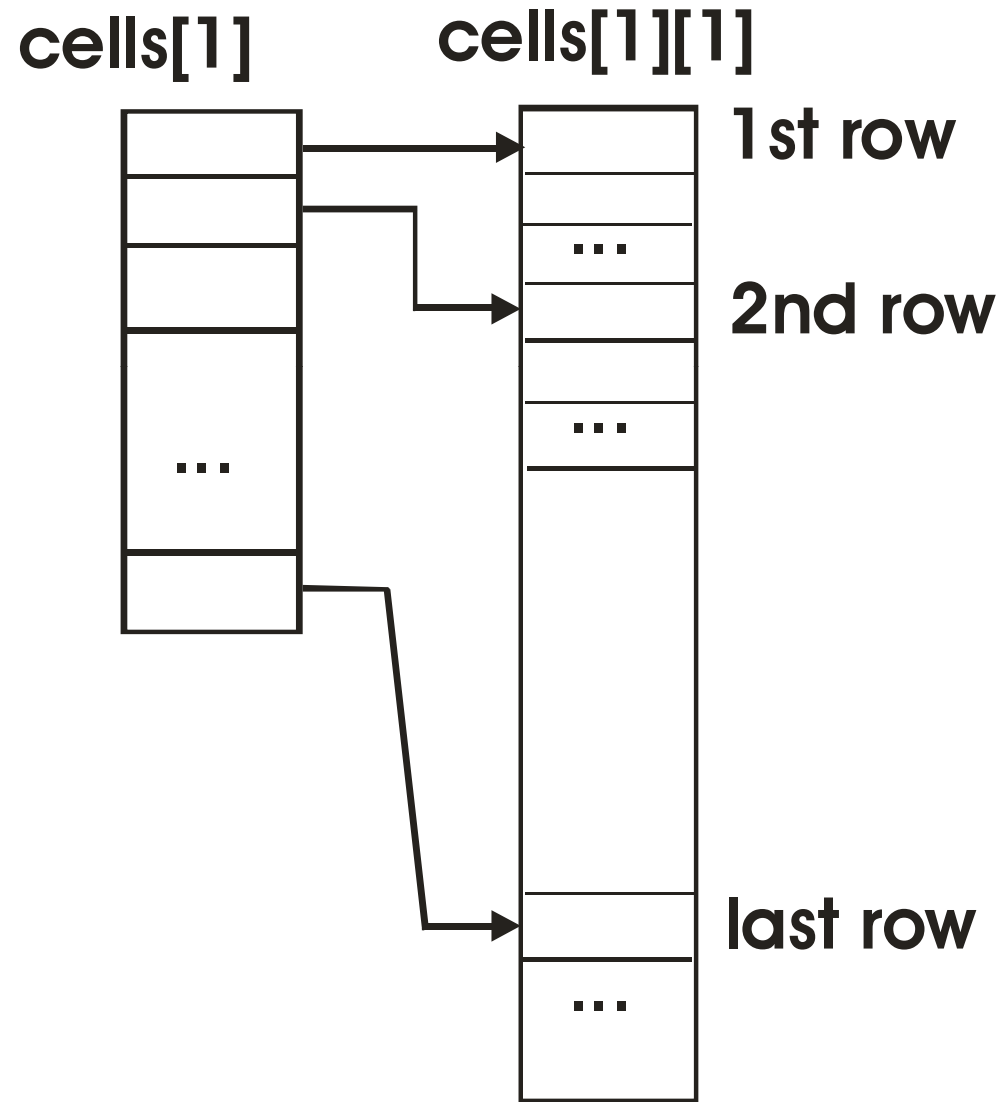 cells[1]
cells[1][1]
1st row
...
2nd row
...
...
last row
...